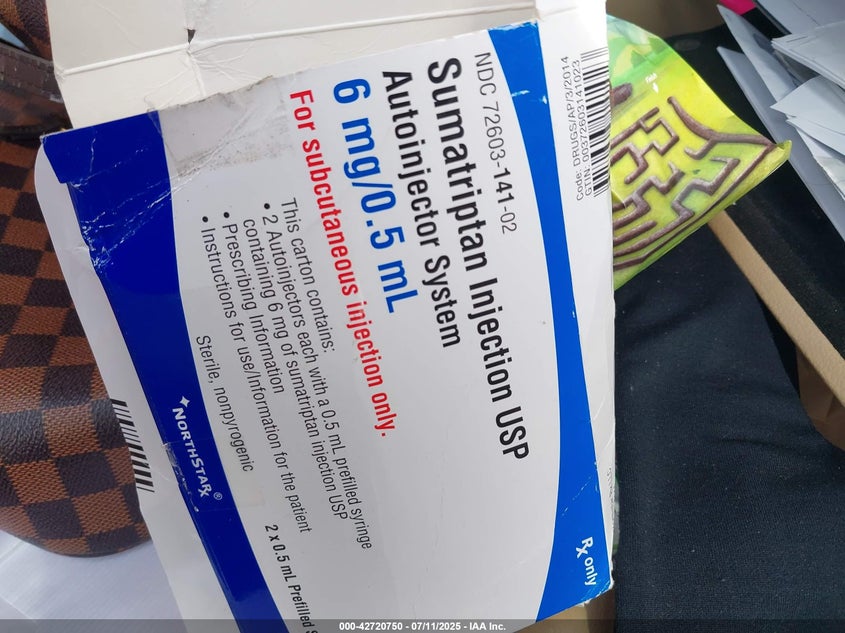 NDC 72603-141-02
Sumatriptan Injection USP
Autoinjector System
6 mg/0.5 mL
For subcutaneous injection only.
This carton contains:
• 2 Autoinjectors each with a 0.5 mL prefilled syringe
containing 6 mg of sumatriptan injection USP
• Prescribing Information
• Instructions for use/Information for the patient
Sterile, nonpyrogenic
NORTHSTAR®
2 x 0.5 mL Prefilled
Rx only
Code: DRUGS/AP/3/2014
GTIN: 00372603141023
000-42720750 - 07/11/2025 - IAA Inc.